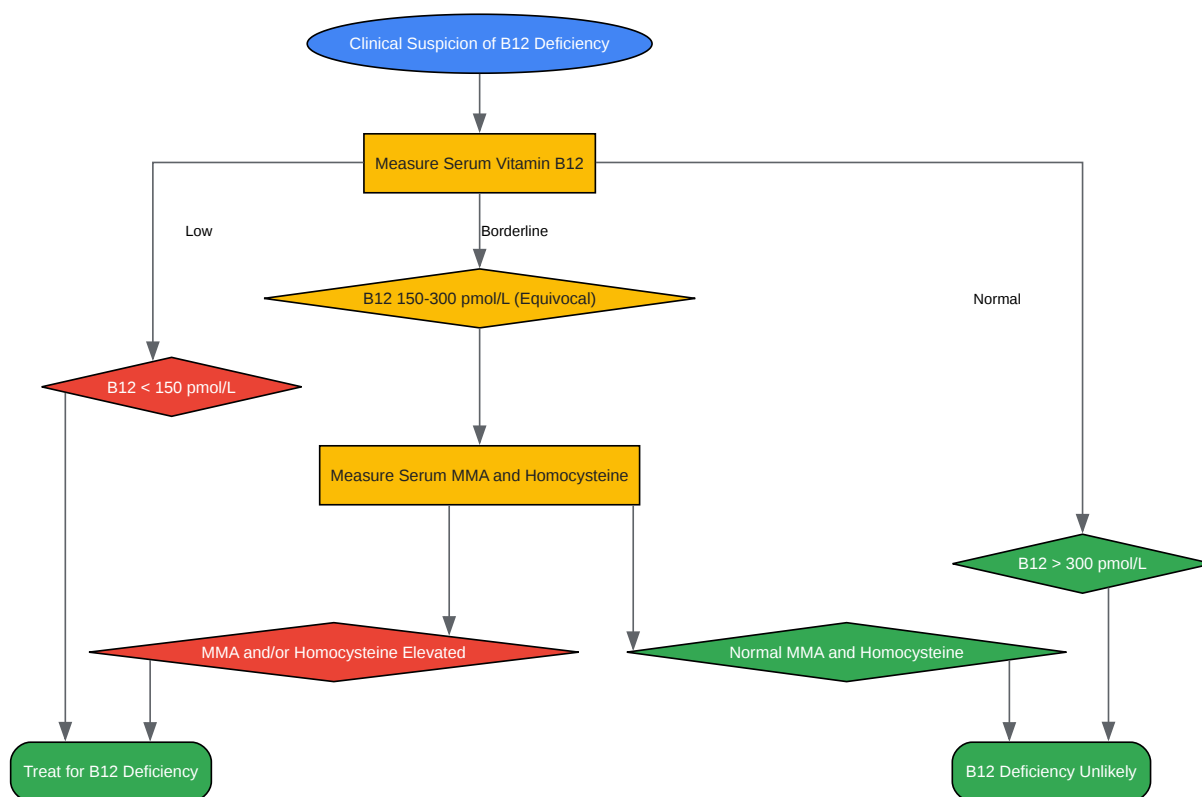 Clinical Suspicion of B12 Deficiency
Measure Serum Vitamin B12
Low
Borderline
B12 150-300 pmol/L (Equivocal)
Normal
B12 < 150 pmol/L
Measure Serum MMA and Homocysteine
B12 > 300 pmol/L
MMA and/or Homocysteine Elevated
Normal MMA and Homocysteine
Treat for B12 Deficiency
B12 Deficiency Unlikely